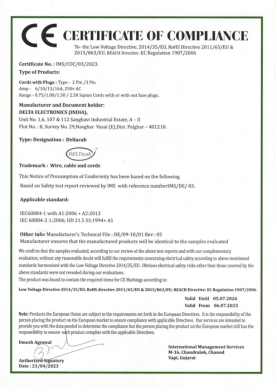 CE CERTIFICATE OF COMPLIANCE
To- the Low Voltage Directive, 2014/35/EU, RoHS Directive 2011/65/EU &
2015/863/EU, REACH Directive: EC Regulation 1907/2006
Certificate No. : IMS/COC/03/2023.
Type of Products:
Cords with Plugs : Type - 2 Pin /3 Pin
Amp - 6/10/13/16A, 250v AC
Range - 0.75/1.00/1.50 / 2.50 Sqmm Cords with or with out fuse plugs.
Manufacturer and Document holder:
DELTA ELECTRONICS (INDIA),
Unit No. 1,6, 107 & 112 Sanghavi Industrial Estate, A - II
Plot No : 8, Survey No. 29, Vasai (E), Dist. Palghar - 401210.
Type: Designation : Deltacab
DELTACAB
Trademark : Wire, cable and cords
This Notice of Presumption of Conformity has been based on the following
Based on Safety test report reviewed by IMS with reference numberIMS/DE/ 03.
Applicable standard:
IEC60884-1 with A1:2006 + A2:2013
IEC 60884-2-1:2006, HD 21.5 S3:1994+ A1
Other info: Manufacturer's Technical File : DE/09-10/01 Rev : 05
Manufacturer ensures that the manufactured products will be identical to the samples evaluated
We confirm that the samples evaluated, according to our review of the above test reports and with our complimentary
evaluation, without any reasonable doubt will fulfill the requirements concerning electrical safety according to above mentioned
standards harmonized with the Low Voltage Directive 2014/35/EU. Obvious electrical safety risks other than those covered by the
above standards were not revealed during our evaluations.
The product was found to contain the required items for CE Markings according to:
Low Voltage Directive 2014/35/EU, RoHS directive 2011/65/EU & 2015/863/EU; REACH Directive: EC Regulation 1907/2006
Valid Until 05.07.2026
Valid From 06.07.2023
Note: Products the European Union are subject to the requirements set forth in the European Directives. It is the responsibility of the
person placing the product on the European market to ensure compliance with applicable Directives. Our services are intended to
provide you with the data needed to determine the compliance but the person placing the product on the European market still has the
responsibility to ensure each product complies with the applicable Directives.
Umesh Agrawal
Authorized Signatory
Date : 21/04/2023
International Management Services
M-16, Chandralok, Chanod
Vapi, Gujarat